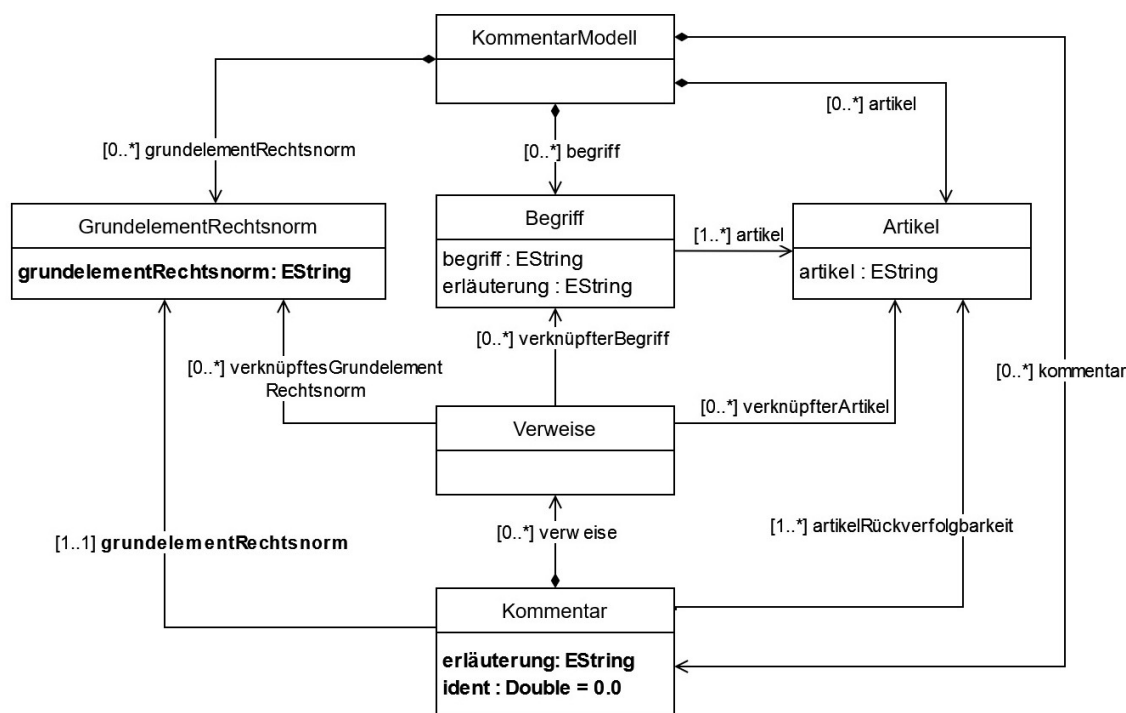 KommentarModell
[0..*] artikel
[0..*] grundelementRechtsnorm
[0..*] begriff
GrundelementRechtsnorm
grundelementRechtsnorm: EString
Begriff
begriff : EString
erläuterung : EString
[1..*] artikel
Artikel
artikel : EString
[0..*] verknüpfterBegriff
[0..*] verknüpftesGrundelement
Rechtsnorm
[0..*] kommentar
[0..*] verknüpfterArtikel
Verweise
[0..*] verweise
[1..*] artikelRückverfolgbarkeit
[1..1] grundelementRechtsnorm
Kommentar
erläuterung: EString
ident : Double = 0.0